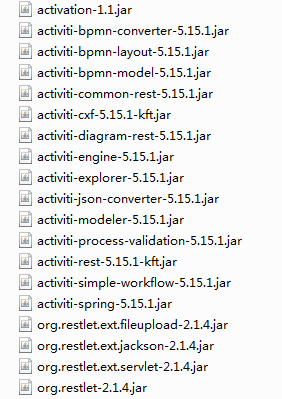 activation-1.1.jar
activiti-bpmn-converter-5.15.1.jar
activiti-bpmn-layout-5.15.1.jar
activiti-bpmn-model-5.15.1.jar
activiti-common-rest-5.15.1.jar
activiti-cxf-5.15.1-kft.jar
activiti-diagram-rest-5.15.1.jar
activiti-engine-5.15.1.jar
activiti-explorer-5.15.1.jar
activiti-json-converter-5.15.1.jar
activiti-modeler-5.15.1.jar
activiti-process-validation-5.15.1.jar
activiti-rest-5.15.1-kft.jar
activiti-simple-workflow-5.15.1.jar
activiti-spring-5.15.1.jar
org.restlet.ext.fileupload-2.1.4.jar
org.restlet.ext.jackson-2.1.4.jar
org.restlet.ext.servlet-2.1.4.jar
org.restlet-2.1.4.jar